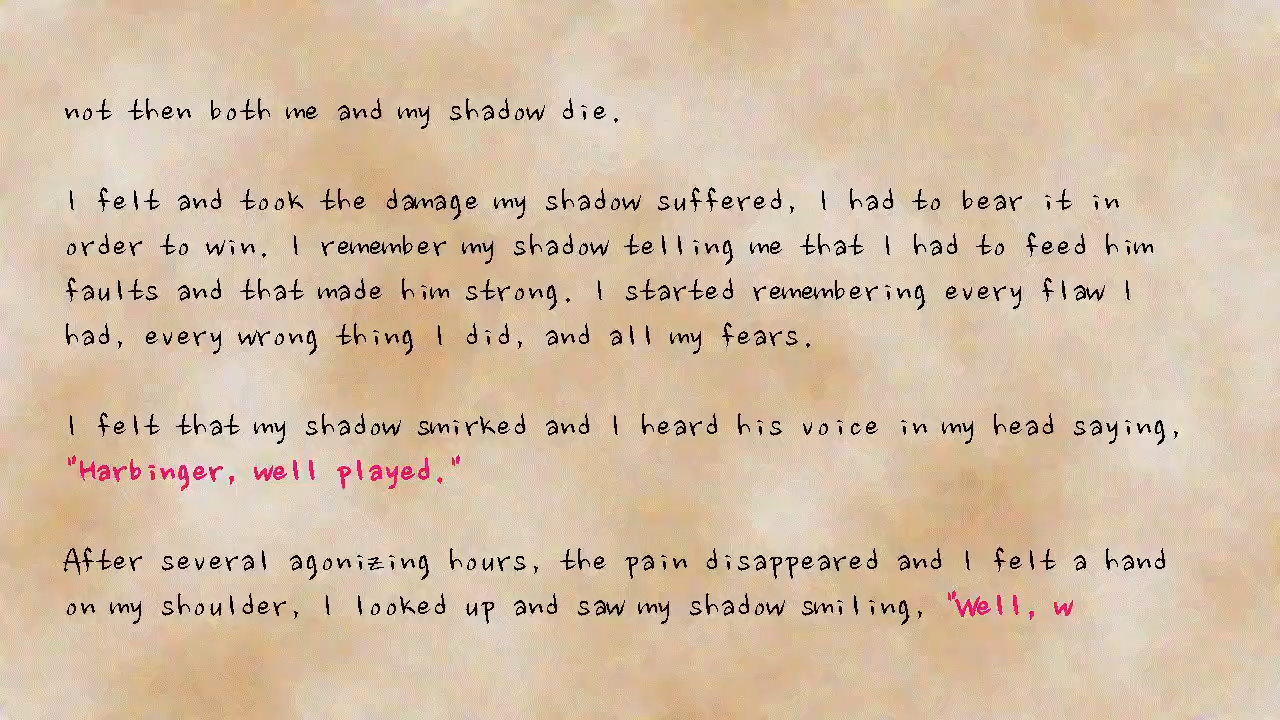 not then both me and my shadow die.
I felt and took the damage my shadow suffered, I had to bear it in
order to win. I remember my shadow telling me that I had to feed him
faults and that made him strong. I started remembering every flaw I
had, every wrong thing I did, and all my fears.
I felt that my shadow smirked and I heard his voice in my head saying,
"Harbinger, well played."
After several agonizing hours, the pain disappeared and I felt a hand
on my shoulder, I looked up and saw my shadow smiling, "Well, w